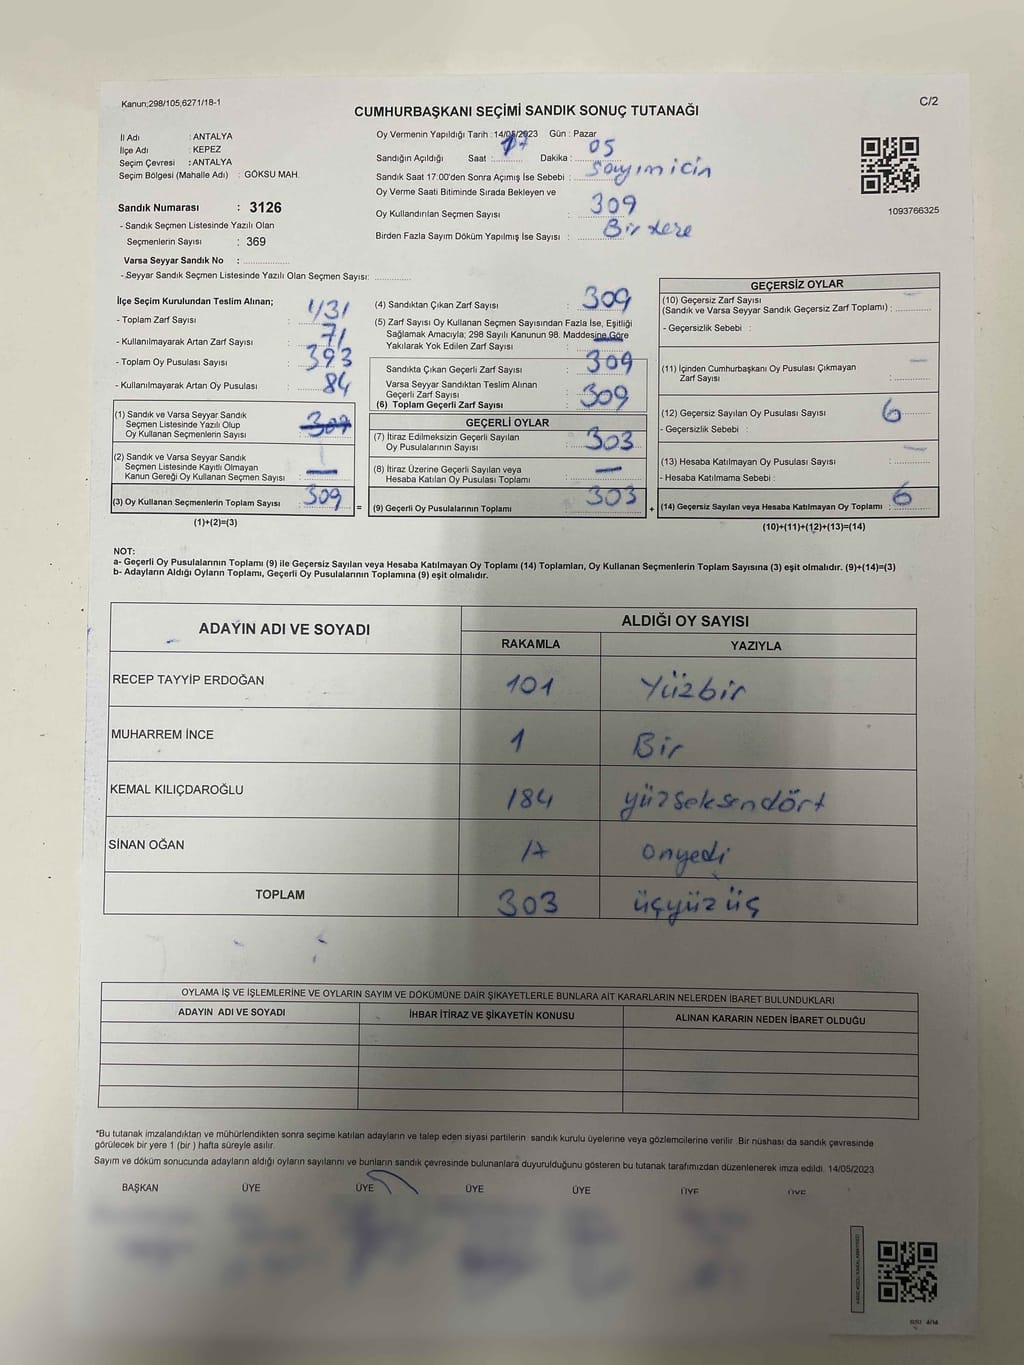 Kanun;298/105,6271/18-1
C/2
CUMHURBAŞKANI SEÇİMİ SANDIK SONUÇ TUTANAĞI
İl Adı : ANTALYA
İlçe Adı : KEPEZ
Seçim Çevresi : ANTALYA
Seçim Bölgesi (Mahalle Adı) : GÖKSU MAH.
Oy Vermenin Yapıldığı Tarih : 14/05/2023 Gün : Pazar
Sandığın Açıldığı Saat : 17 Dakika : 05
Sandık Saat 17:00'den Sonra Açımış İse Sebebi : Sayım icin
Oy Verme Saati Bitiminde Sırada Bekleyen ve
Oy Kullandırılan Seçmen Sayısı : 309
Birden Fazla Sayım Döküm Yapılmış İse Sayısı : Bir kere
1093766325
Sandık Numarası : 3126
- Sandık Seçmen Listesinde Yazılı Olan
Seçmenlerin Sayısı : 369
Varsa Seyyar Sandık No :
- Seyyar Sandık Seçmen Listesinde Yazılı Olan Seçmen Sayısı:
İlçe Seçim Kurulundan Teslim Alınan;
- Toplam Zarf Sayısı : 431
- Kullanılmayarak Artan Zarf Sayısı : 71
- Toplam Oy Pusulası Sayısı : 393
- Kullanılmayarak Artan Oy Pusulası : 84
(1) Sandık ve Varsa Seyyar Sandık
Seçmen Listesinde Yazılı Olup
Oy Kullanan Seçmenlerin Sayısı : 309
(2) Sandık ve Varsa Seyyar Sandık
Seçmen Listesinde Kayıtlı Olmayan
Kanun Gereği Oy Kullanan Seçmen Sayısı : —
(3) Oy Kullanan Seçmenlerin Toplam Sayısı : 309 =
(1)+(2)=(3)
(4) Sandıktan Çıkan Zarf Sayısı : 309
(5) Zarf Sayısı Oy Kullanan Seçmen Sayısından Fazla İse, Eşitliği
Sağlamak Amacıyla; 298 Sayılı Kanunun 98. Maddesine Göre
Yakılarak Yok Edilen Zarf Sayısı : —
Sandıkta Çıkan Geçerli Zarf Sayısı : 309
Varsa Seyyar Sandıktan Teslim Alınan
Geçerli Zarf Sayısı
(6) Toplam Geçerli Zarf Sayısı : 309
GEÇERLİ OYLAR
(7) İtiraz Edilmeksizin Geçerli Sayılan
Oy Pusulasının Sayısı : 303
(8) İtiraz Üzerine Geçerli Sayılan veya
Hesaba Katılan Oy Pusulası Toplamı : —
(9) Geçerli Oy Pusulalarının Toplamı : 303 +
GEÇERSİZ OYLAR
(10) Geçersiz Zarf Sayısı —
(Sandık ve Varsa Seyyar Sandık Geçersiz Zarf Toplamı) :
- Geçersizlik Sebebi :
(11) İçinden Cumhurbaşkanı Oy Pusulası Çıkmayan —
Zarf Sayısı :
(12) Geçersiz Sayılan Oy Pusulası Sayısı : 6
- Geçersizlik Sebebi :
(13) Hesaba Katılmayan Oy Pusulası Sayısı : —
- Hesaba Katılmama Sebebi :
(14) Geçersiz Sayılan veya Hesaba Katılmayan Oy Toplamı : 6
(10)+(11)+(12)+(13)=(14)
NOT:
a- Geçerli Oy Pusulalarının Toplamı (9) ile Geçersiz Sayılan veya Hesaba Katılmayan Oy Toplamı (14) Toplamları, Oy Kullanan Seçmenlerin Toplam Sayısına (3) eşit olmalıdır. (9)+(14)=(3)
b- Adayların Aldığı Oyların Toplamı, Geçerli Oy Pusulalarının Toplamına (9) eşit olmalıdır.
ADAYIN ADI VE SOYADI ALDIĞI OY SAYISI
RAKAMLA YAZIYLA
RECEP TAYYİP ERDOĞAN 101 Yüzbir
MUHARREM İNCE 1 Bir
KEMAL KILIÇDAROĞLU 184 yüzseksendört
SİNAN OĞAN 17 onyedi
TOPLAM 303 üçyüz üç
OYLAMA İŞ VE İŞLEMLERİNE VE OYLARIN SAYIM VE DÖKÜMÜNE DAİR ŞİKAYETLERLE BUNLARA AİT KARARLARIN NELERDEN İBARET BULUNDUKLARI
ADAYIN ADI VE SOYADI İHBAR İTİRAZ VE ŞİKAYETİN KONUSU ALINAN KARARIN NEDEN İBARET OLDUĞU
*Bu tutanak imzalandıktan ve mühürlendikten sonra seçime katılan adayların ve talep eden siyasi partilerin sandık kurulu üyelerine veya gözlemcilerine verilir .Bir nüshası da sandık çevresinde
görülecek bir yere 1 (bir ) hafta süreyle asılır.
Sayım ve döküm sonucunda adayların aldığı oyların sayılarını ve bunların sandık çevresinde bulunanlara duyurulduğunu gösteren bu tutanak tarafımızdan düzenlenerek imza edildi. 14/05/2023
BAŞKAN ÜYE ÜYE ÜYE ÜYE ÜYE ÜYE